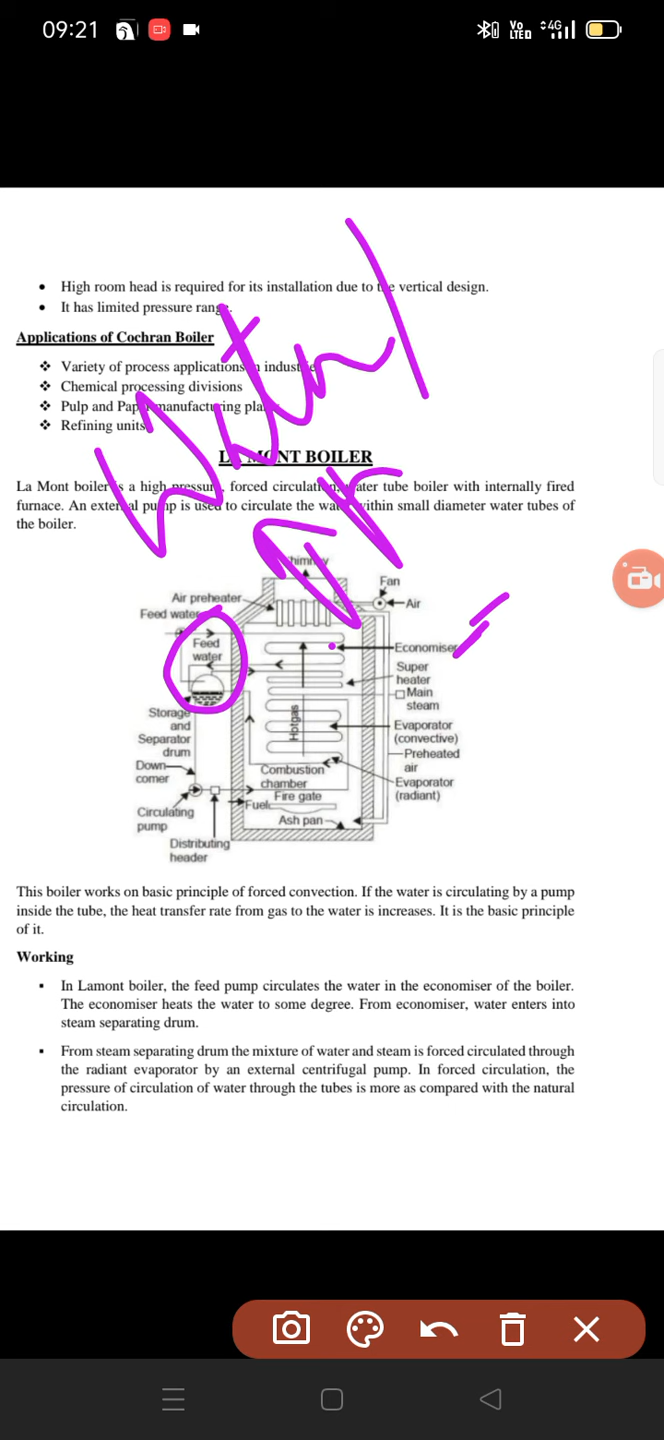 09:21
Vo LTED 4G
• High room head is required for its installation due to the vertical design.
• It has limited pressure range.
Applications of Cochran Boiler
❖ Variety of process applications in industries
❖ Chemical processing divisions
❖ Pulp and Paper manufacturing plants
❖ Refining units
LA MONT BOILER
La Mont boiler is a high pressure, forced circulation, water tube boiler with internally fired
furnace. An external pump is used to circulate the water within small diameter water tubes of
the boiler.
Chimney
Fan
Air preheater
Air
Feed water
Feed
water
Economiser
Super
heater
Main
steam
Storage
and
Separator
drum
Hotgas
Evaporator
(convective)
Preheated
air
Down-
comer
Combustion
chamber
Evaporator
(radiant)
Fire gate
Fuel
Circulating
pump
Ash pan
Distributing
header
This boiler works on basic principle of forced convection. If the water is circulating by a pump
inside the tube, the heat transfer rate from gas to the water is increases. It is the basic principle
of it.
Working
▪ In Lamont boiler, the feed pump circulates the water in the economiser of the boiler.
The economiser heats the water to some degree. From economiser, water enters into
steam separating drum.
▪ From steam separating drum the mixture of water and steam is forced circulated through
the radiant evaporator by an external centrifugal pump. In forced circulation, the
pressure of circulation of water through the tubes is more as compared with the natural
circulation.